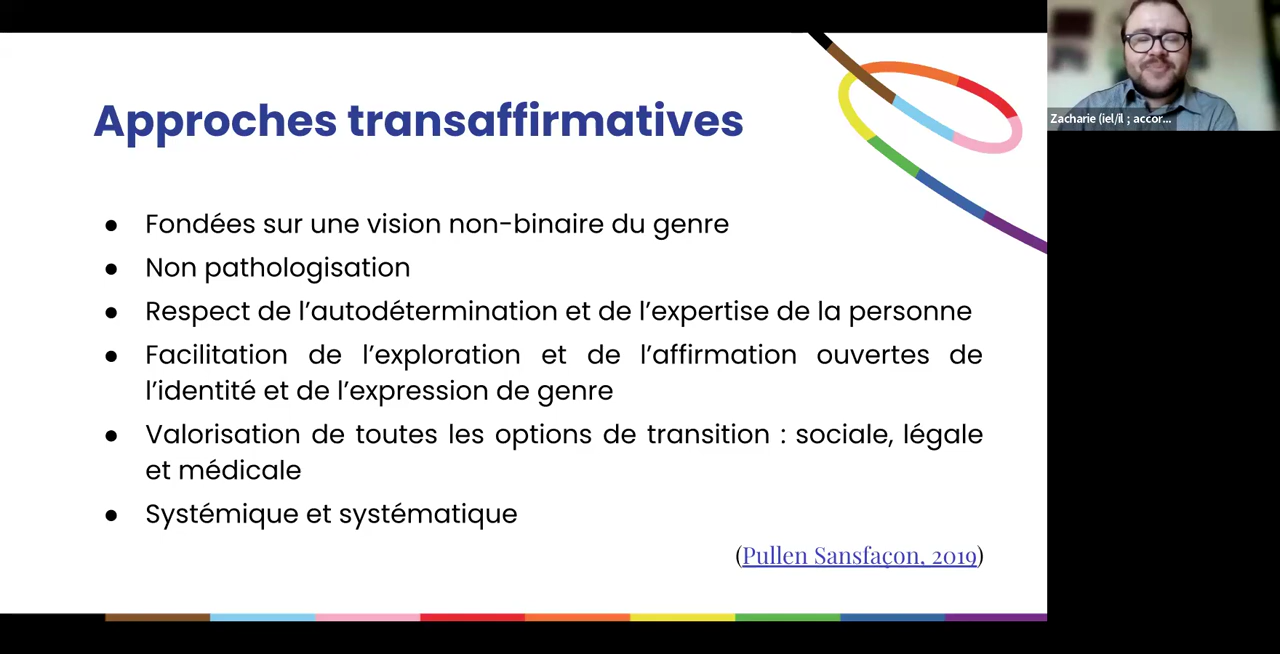 Approches transaffirmatives
Zacharie (iel/il ; accor...
● Fondées sur une vision non-binaire du genre
● Non pathologisation
● Respect de l’autodétermination et de l’expertise de la personne
● Facilitation de l’exploration et de l’affirmation ouvertes de
l’identité et de l’expression de genre
● Valorisation de toutes les options de transition : sociale, légale
et médicale
● Systémique et systématique
(Pullen Sansfaçon, 2019)